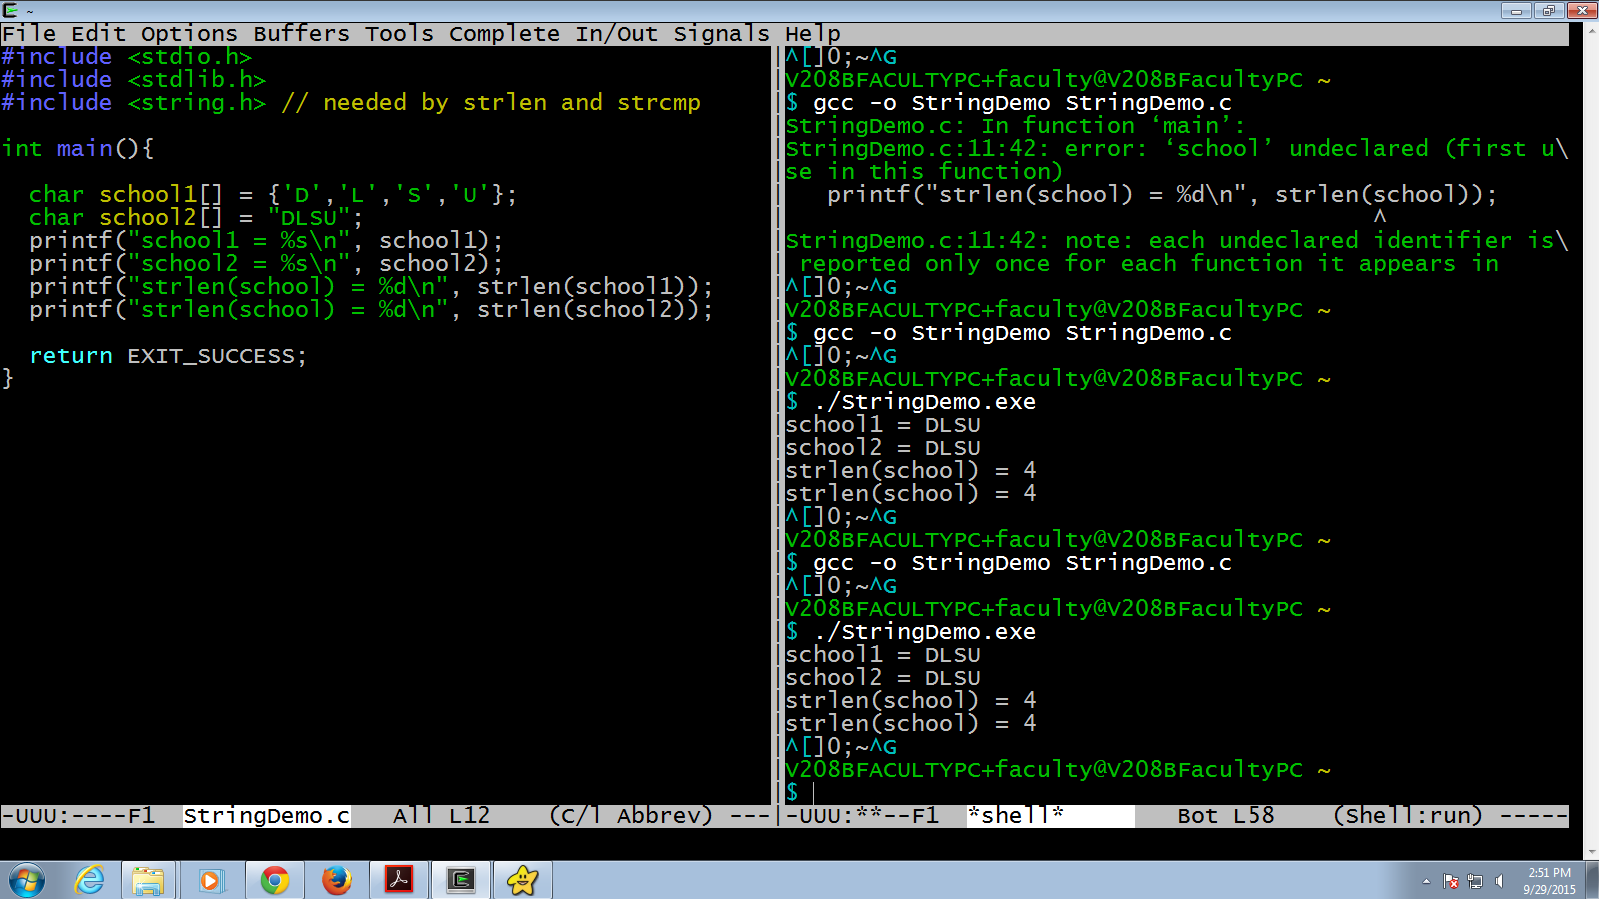 ~
File Edit Options Buffers Tools Complete In/Out Signals Help
#include <stdio.h>
#include <stdlib.h>
#include <string.h> // needed by strlen and strcmp
int main(){
char school1[] = {'D','L','S','U'};
char school2[] = "DLSU";
printf("school1 = %s\n", school1);
printf("school2 = %s\n", school2);
printf("strlen(school) = %d\n", strlen(school1));
printf("strlen(school) = %d\n", strlen(school2));
return EXIT_SUCCESS;
}
-UUU:----F1  StringDemo.c   All L12    (C/l Abbrev) ---
^[]0;~^G
V208BFACULTYPC+faculty@V208BFacultyPC ~
$ gcc -o StringDemo StringDemo.c
StringDemo.c: In function ‘main’:
StringDemo.c:11:42: error: ‘school’ undeclared (first u\
se in this function)
printf("strlen(school) = %d\n", strlen(school));
^
StringDemo.c:11:42: note: each undeclared identifier is\
reported only once for each function it appears in
^[]0;~^G
V208BFACULTYPC+faculty@V208BFacultyPC ~
$ gcc -o StringDemo StringDemo.c
^[]0;~^G
V208BFACULTYPC+faculty@V208BFacultyPC ~
$ ./StringDemo.exe
school1 = DLSU
school2 = DLSU
strlen(school) = 4
strlen(school) = 4
^[]0;~^G
V208BFACULTYPC+faculty@V208BFacultyPC ~
$ gcc -o StringDemo StringDemo.c
^[]0;~^G
V208BFACULTYPC+faculty@V208BFacultyPC ~
$ ./StringDemo.exe
school1 = DLSU
school2 = DLSU
strlen(school) = 4
strlen(school) = 4
^[]0;~^G
V208BFACULTYPC+faculty@V208BFacultyPC ~
$
-UUU:**--F1  *shell*        Bot L58    (Shell:run) -----
2:51 PM
9/29/2015